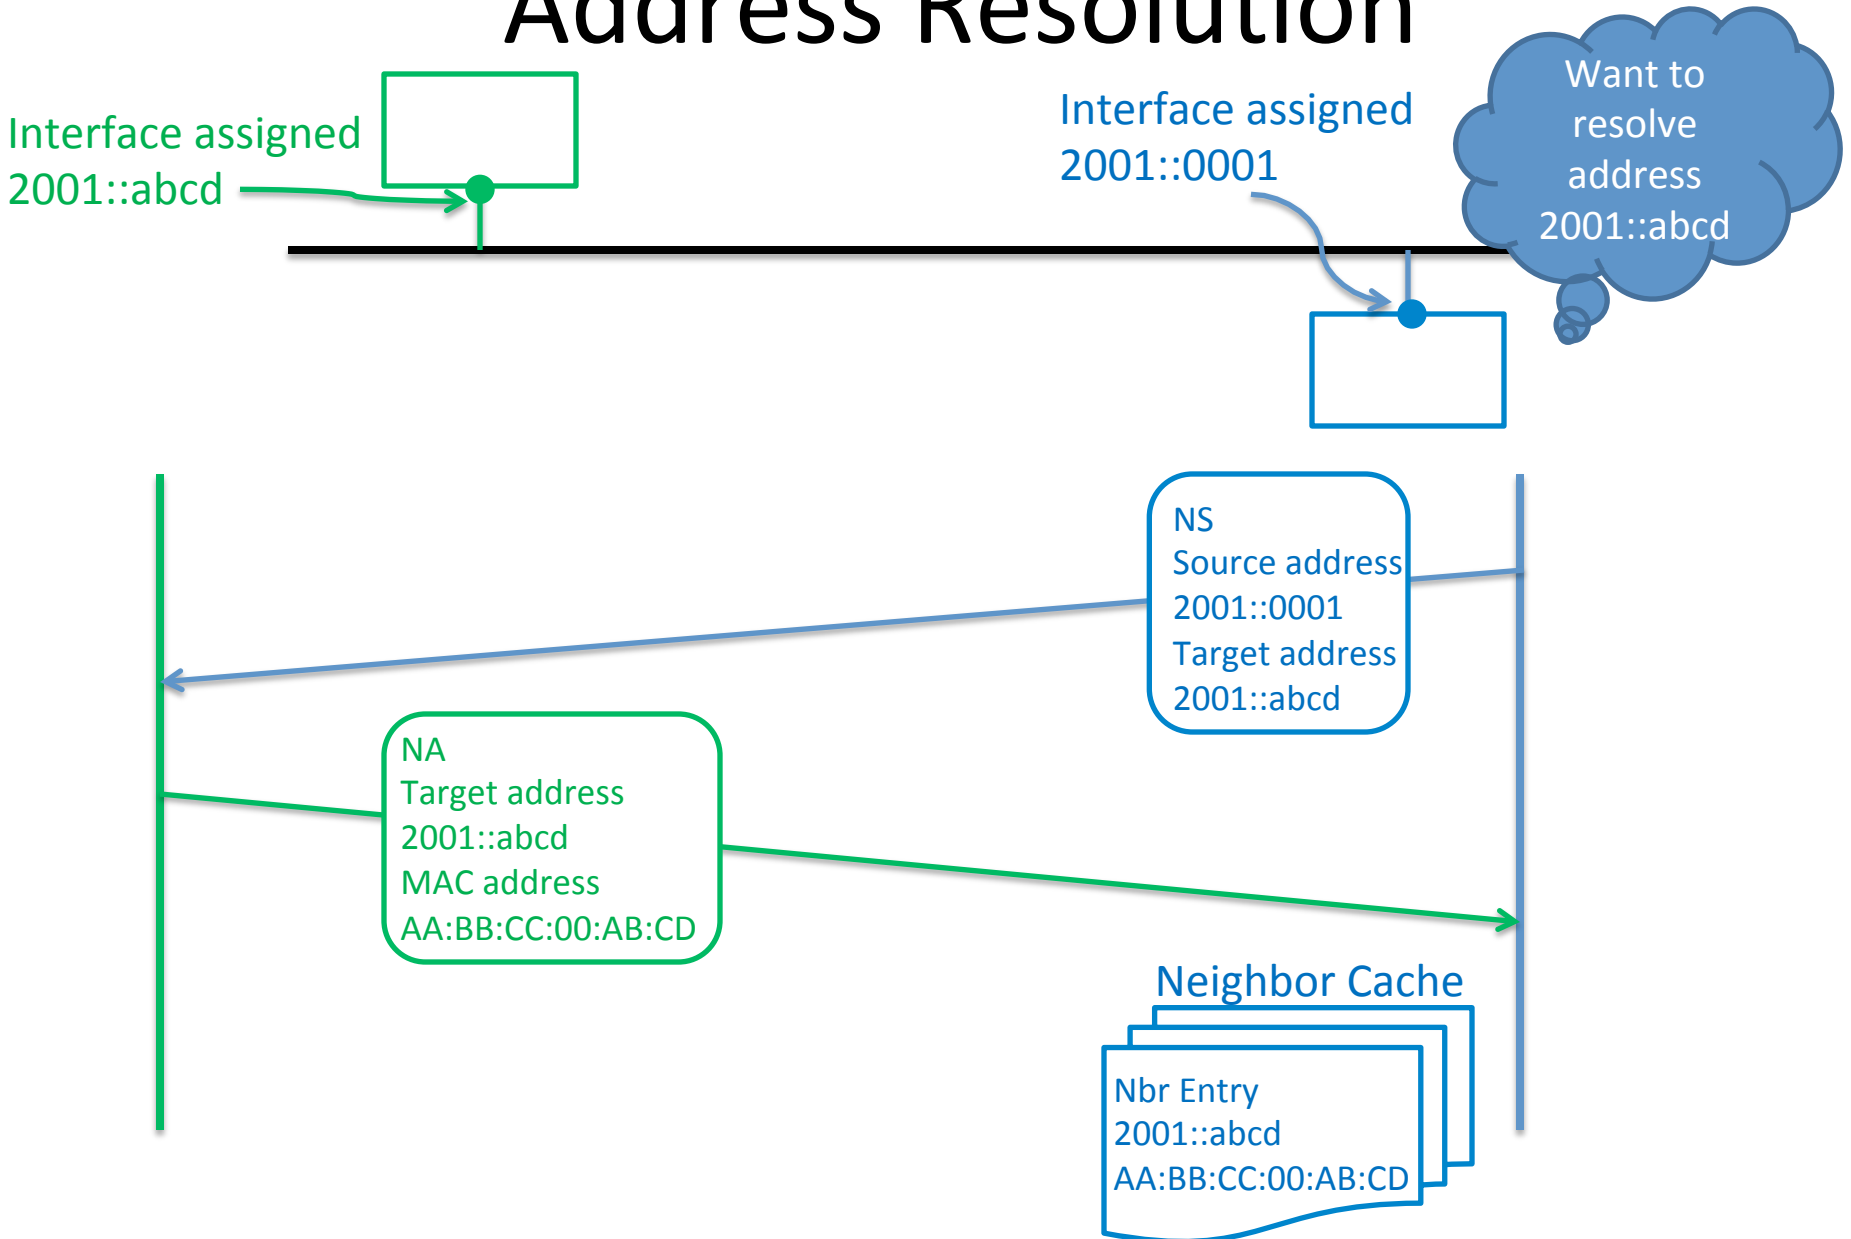 Address Resolution
Interface assigned
2001::abcd
Interface assigned
2001::0001
Want to
resolve
address
2001::abcd
NS
Source address
2001::0001
Target address
2001::abcd
NA
Target address
2001::abcd
MAC address
AA:BB:CC:00:AB:CD
Neighbor Cache
Nbr Entry
2001::abcd
AA:BB:CC:00:AB:CD